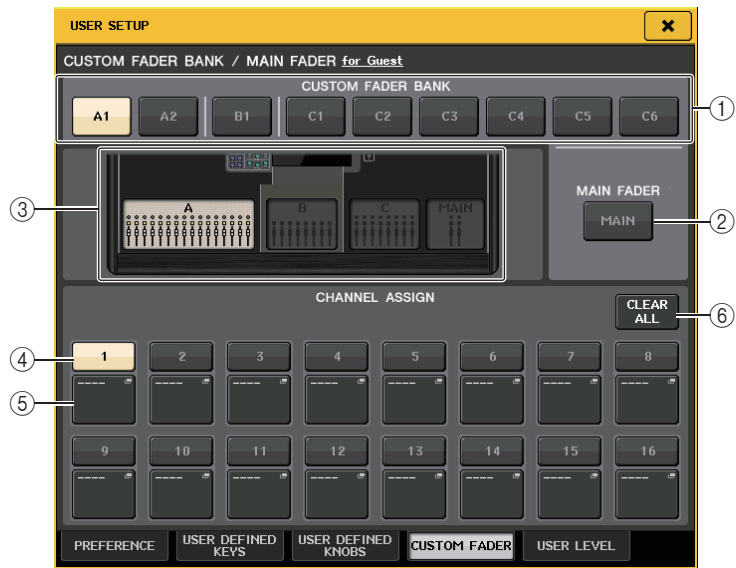 USER SETUP
CUSTOM FADER BANK / MAIN FADER for Guest
CUSTOM FADER BANK
A1 A2 B1 C1 C2 C3 C4 C5 C6
①
A B C MAIN
③
MAIN FADER
MAIN
②
CHANNEL ASSIGN
CLEAR
ALL
⑥
④
1 2 3 4 5 6 7 8
⑤
---- ---- ---- ---- ---- ---- ---- ----
9 10 11 12 13 14 15 16
---- ---- ---- ---- ---- ---- ---- ----
PREFERENCE
USER DEFINED
KEYS
USER DEFINED
KNOBS
CUSTOM FADER
USER LEVEL